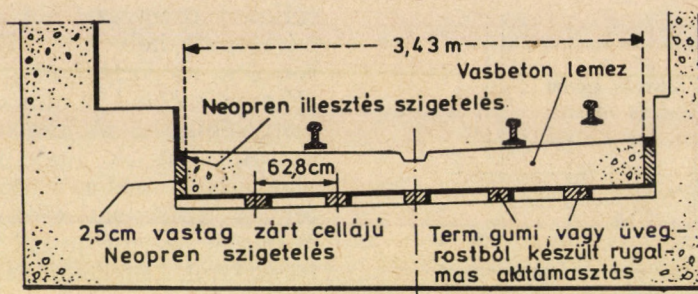 3,43 m
Vasbeton lemez
Neopren illesztés szigetelés
62,8cm
2,5cm vastag zárt cellájú
Neopren szigetelés
Term. gumi vagy üveg-
rostból készült rugal-
mas alátámasztás